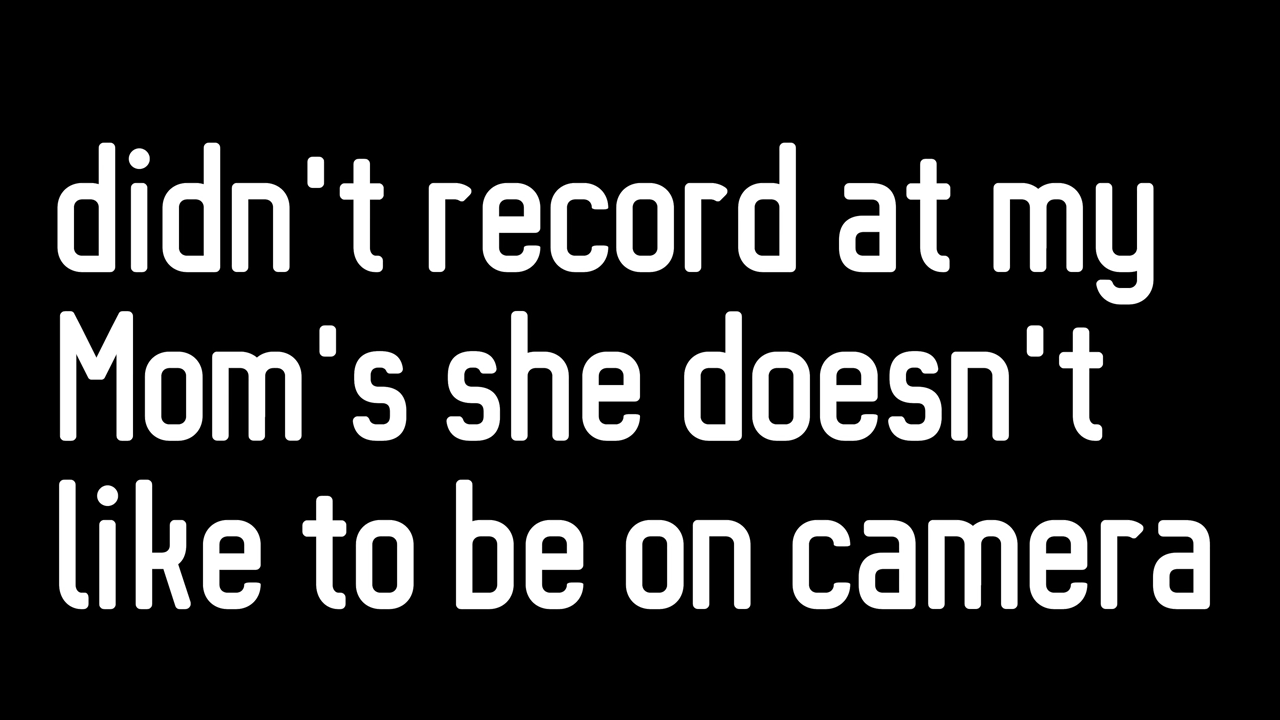 didn't record at my
Mom's she doesn't
like to be on camera